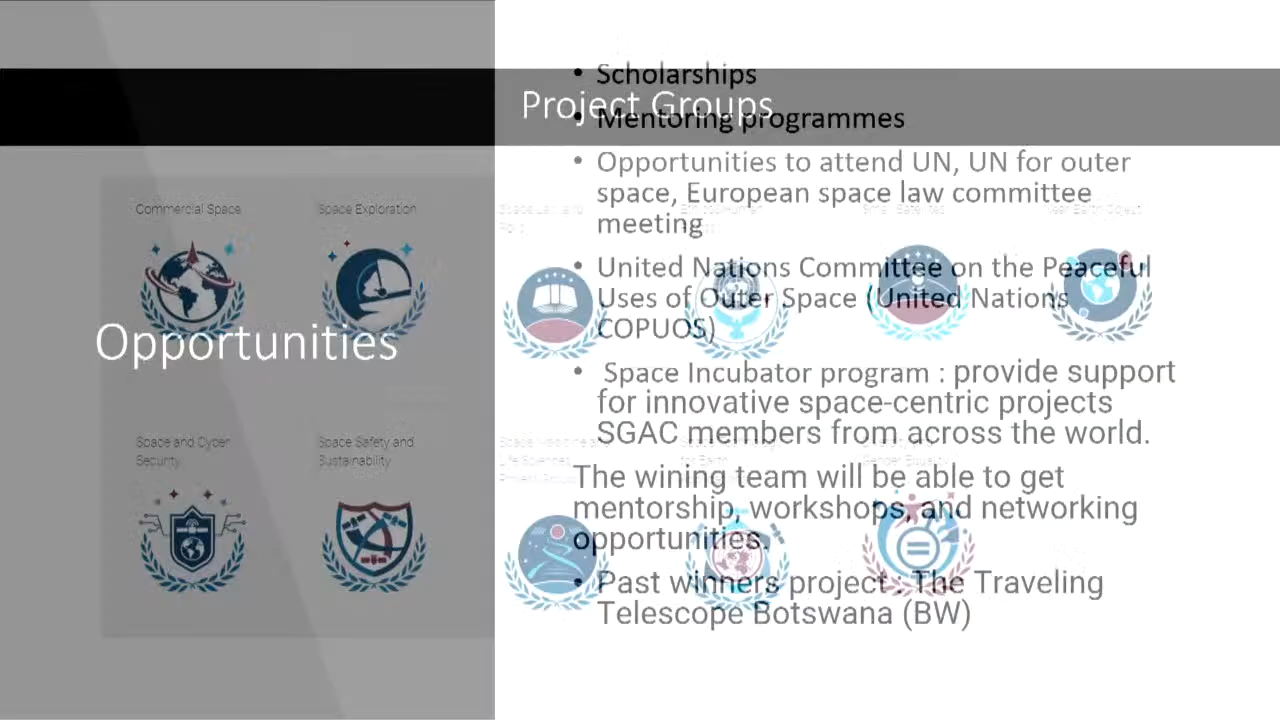 Project Groups
Commercial Space
Space Exploration
Space and Cyber
Security
Space Safety and
Sustainability
Opportunities
• Scholarships
• Mentoring programmes
• Opportunities to attend UN, UN for outer
space, European space law committee
meeting
• United Nations Committee on the Peaceful
Uses of Outer Space (United Nations
COPUOS)
• Space Incubator program : provide support
for innovative space-centric projects
SGAC members from across the world.
The wining team will be able to get
mentorship, workshops, and networking
opportunities.
• Past winners project : The Traveling
Telescope Botswana (BW)